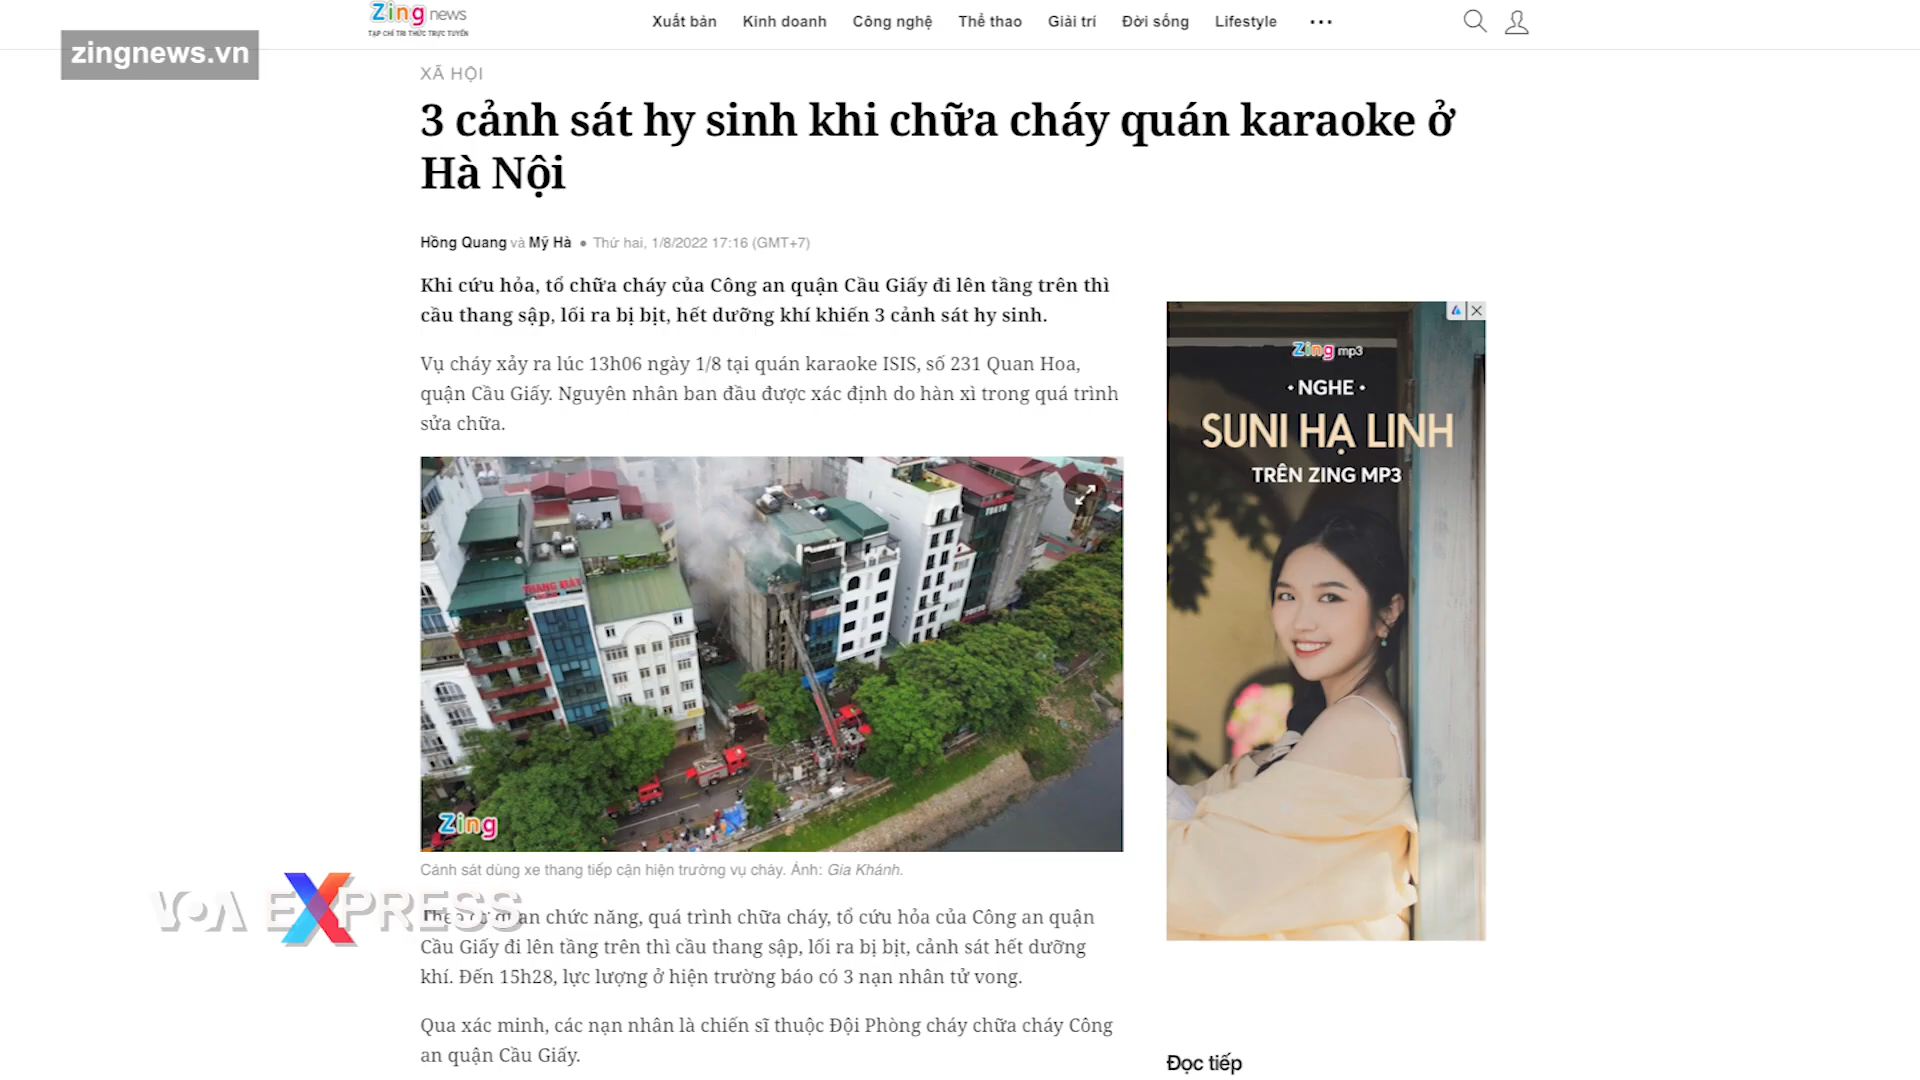 Zing news
TẠP CHÍ TRI THỨC TRỰC TUYẾN
Xuất bản Kinh doanh Công nghệ Thể thao Giải trí Đời sống Lifestyle
zingnews.vn
XÃ HỘI
3 cảnh sát hy sinh khi chữa cháy quán karaoke ở
Hà Nội
Hồng Quang và Mỹ Hà • Thứ hai, 1/8/2022 17:16 (GMT+7)
Khi cứu hỏa, tổ chữa cháy của Công an quận Cầu Giấy đi lên tầng trên thì
cầu thang sập, lối ra bị bịt, hết dưỡng khí khiến 3 cảnh sát hy sinh.
Vụ cháy xảy ra lúc 13h06 ngày 1/8 tại quán karaoke ISIS, số 231 Quan Hoa,
quận Cầu Giấy. Nguyên nhân ban đầu được xác định do hàn xì trong quá trình
sửa chữa.
Zing mp3
• NGHE •
SUNI HẠ LINH
TRÊN ZING MP3
TOKYO
TOKYO
Zing
Cảnh sát dùng xe thang tiếp cận hiện trường vụ cháy. Ảnh: Gia Khánh.
VOA EXPRESS
chức năng, quá trình chữa cháy, tổ cứu hỏa của Công an quận
Cầu Giấy đi lên tầng trên thì cầu thang sập, lối ra bị bịt, cảnh sát hết dưỡng
khí. Đến 15h28, lực lượng ở hiện trường báo có 3 nạn nhân tử vong.
Qua xác minh, các nạn nhân là chiến sĩ thuộc Đội Phòng cháy chữa cháy Công
an quận Cầu Giấy.
Đọc tiếp